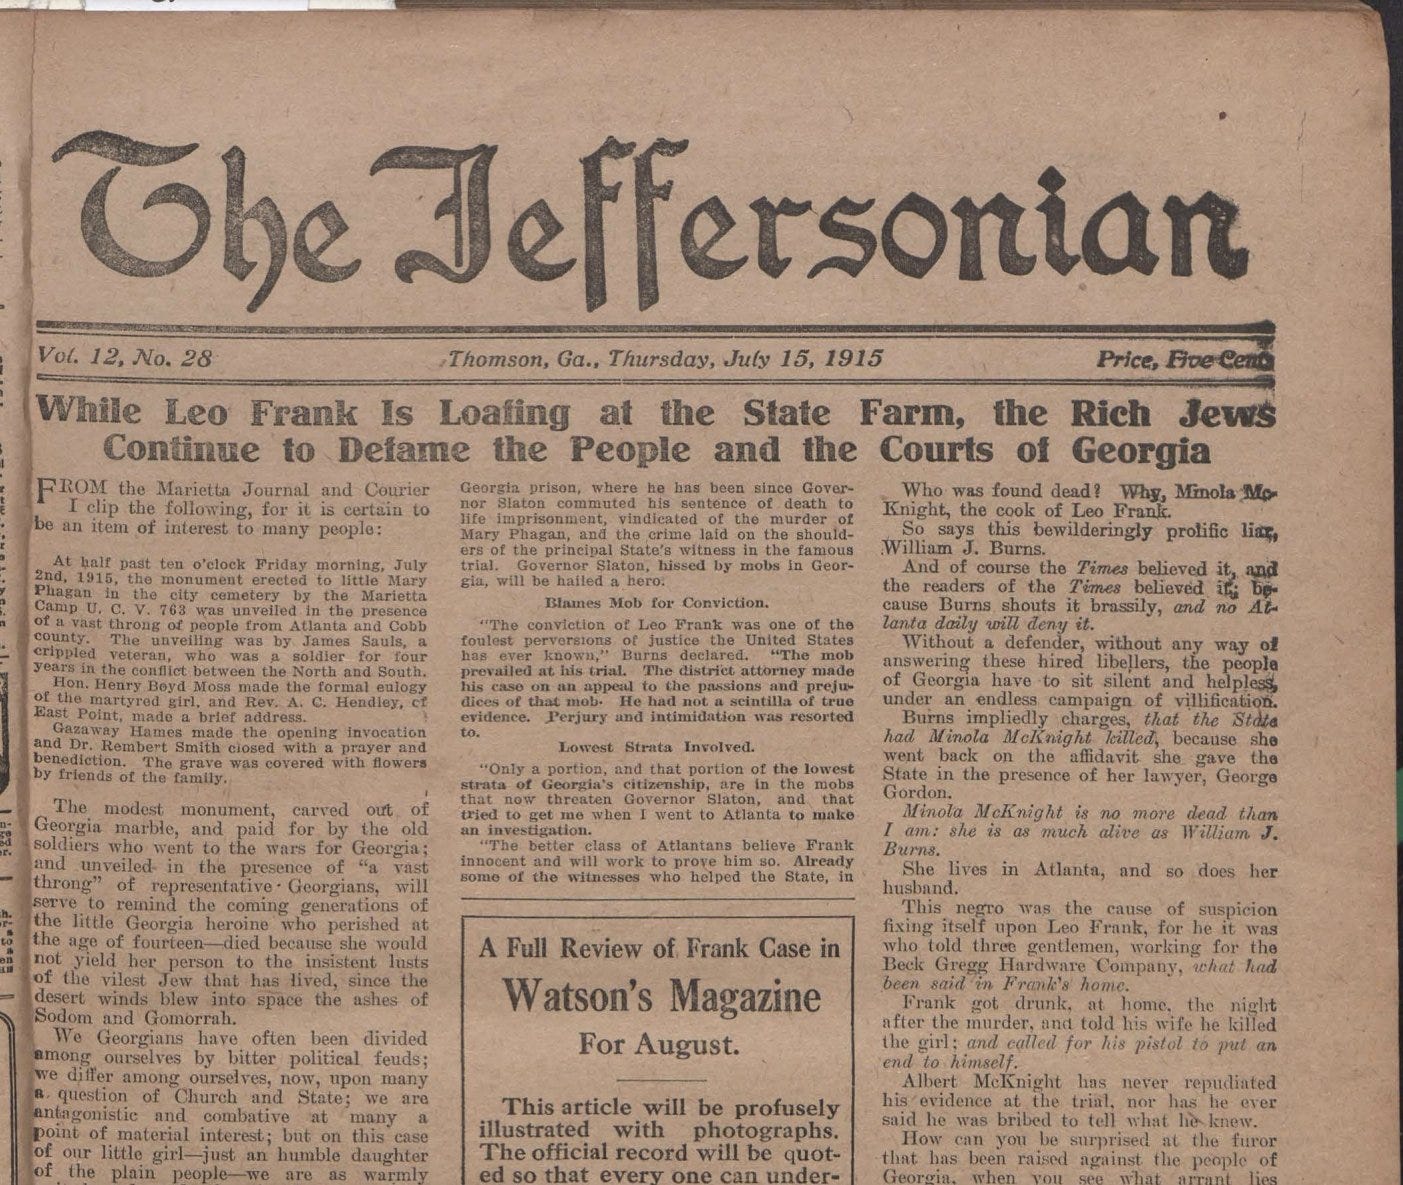 The Jeffersonian
Vol. 12, No. 28 Thomson, Ga., Thursday, July 15, 1915 Price, Five Cents
While Leo Frank Is Loafing at the State Farm, the Rich Jews
Continue to Defame the People and the Courts of Georgia
FROM the Marietta Journal and Courier
I clip the following, for it is certain to
be an item of interest to many people:
At half past ten o'clock Friday morning, July
2nd, 1915, the monument erected to little Mary
Phagan in the city cemetery by the Marietta
Camp U. C. V. 763 was unveiled in the presence
of a vast throng of people from Atlanta and Cobb
county. The unveiling was by James Sauls, a
crippled veteran, who was a soldier for four
years in the conflict between the North and South.
Hon. Henry Boyd Moss made the formal eulogy
of the martyred girl, and Rev. A. C. Hendley, of
East Point, made a brief address.
Gazaway Hames made the opening invocation
and Dr. Rembert Smith closed with a prayer and
benediction. The grave was covered with flowers
by friends of the family.
The modest monument, carved out of
Georgia marble, and paid for by the old
soldiers who went to the wars for Georgia;
and unveiled in the presence of "a vast
throng" of representative Georgians, will
serve to remind the coming generations of
the little Georgia heroine who perished at
the age of fourteen—died because she would
not yield her person to the insistent lusts
of the vilest Jew that has lived, since the
desert winds blew into space the ashes of
Sodom and Gomorrah.
We Georgians have often been divided
among ourselves by bitter political feuds;
we differ among ourselves, now, upon many
a question of Church and State; we are
antagonistic and combative at many a
point of material interest; but on this case
of our little girl—just an humble daughter
of the plain people—we are as warmly
Georgia prison, where he has been since Gover-
nor Slaton commuted his sentence of death to
life imprisonment, vindicated of the murder of
Mary Phagan, and the crime laid on the should-
ers of the principal State's witness in the famous
trial. Governor Slaton, hissed by mobs in Geor-
gia, will be hailed a hero.
Blames Mob for Conviction.
"The conviction of Leo Frank was one of the
foulest perversions of justice the United States
has ever known," Burns declared. "The mob
prevailed at his trial. The district attorney made
his case on an appeal to the passions and preju-
dices of that mob. He had not a scintilla of true
evidence. Perjury and intimidation was resorted
to.
Lowest Strata Involved.
"Only a portion, and that portion of the lowest
strata of Georgia's citizenship, are in the mobs
that now threaten Governor Slaton, and that
tried to get me when I went to Atlanta to make
an investigation.
"The better class of Atlantans believe Frank
innocent and will work to prove him so. Already
some of the witnesses who helped the State, in
A Full Review of Frank Case in
Watson's Magazine
For August.
This article will be profusely
illustrated with photographs.
The official record will be quot-
ed so that every one can under-
Who was found dead? Why, Minola Mc-
Knight, the cook of Leo Frank.
So says this bewilderingly prolific liar,
William J. Burns.
And of course the Times believed it, and
the readers of the Times believed it; be-
cause Burns shouts it brassily, and no At-
lanta daily will deny it.
Without a defender, without any way of
answering these hired libellers, the people
of Georgia have to sit silent and helpless,
under an endless campaign of villification.
Burns impliedly charges, that the State
had Minola McKnight killed, because she
went back on the affidavit she gave the
State in the presence of her lawyer, George
Gordon.
Minola McKnight is no more dead than
I am: she is as much alive as William J.
Burns.
She lives in Atlanta, and so does her
husband.
This negro was the cause of suspicion
fixing itself upon Leo Frank, for he it was
who told three gentlemen, working for the
Beck Gregg Hardware Company, what had
been said in Frank's home.
Frank got drunk, at home, the night
after the murder, and told his wife he killed
the girl; and called for his pistol to put an
end to himself.
Albert McKnight has never repudiated
his evidence at the trial, nor has he ever
said he was bribed to tell what he knew.
How can you be surprised at the furor
that has been raised against the people of
Georgia, when you see what arrant lies